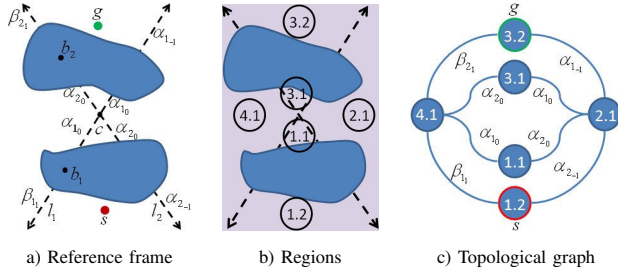 g
β₂₁
α₁₋₁
b₂
α₂₀ α₁₀
c
α₁₀ α₂₀
b₁
β₁₁
l₁ s l₂ α₂₋₁
a) Reference frame
3.2
3.1
4.1 2.1
1.1
1.2
b) Regions
g
3.2
β₂₁ α₁₋₁
3.1
α₂₀ α₁₀
4.1 2.1
α₁₀ α₂₀
1.1
β₁₁ α₂₋₁
1.2
s
c) Topological graph